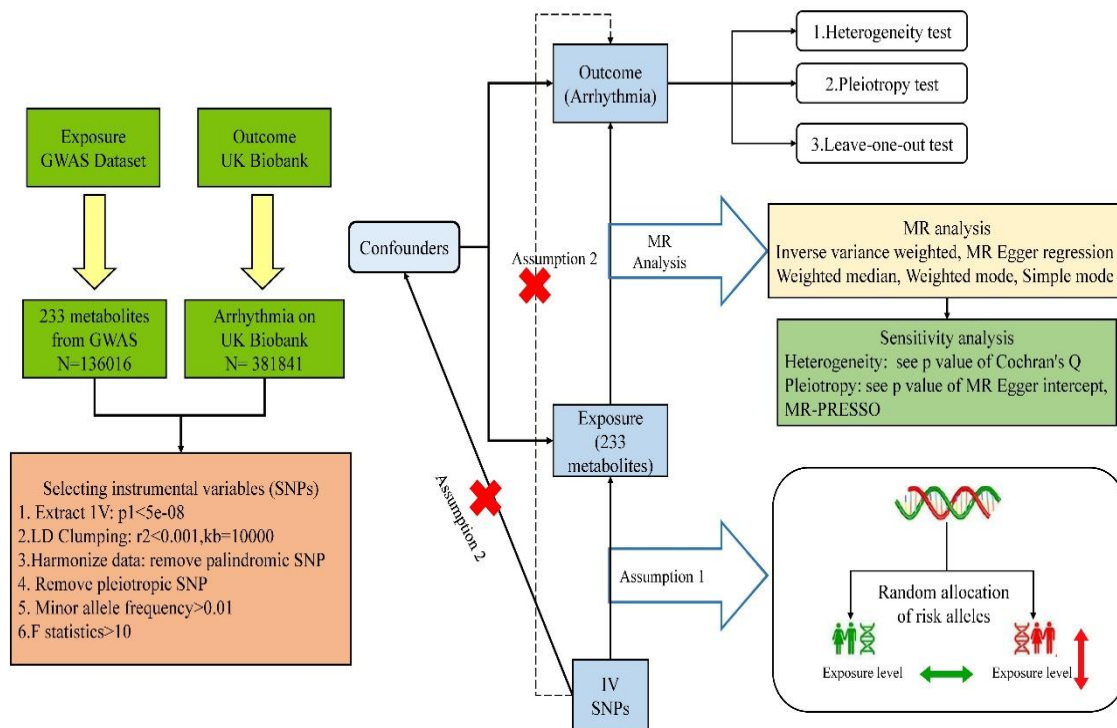 Exposure
GWAS Dataset
Outcome
UK Biobank
233 metabolites
from GWAS
N=136016
Arrhythmia on
UK Biobank
N= 381841
Selecting instrumental variables (SNPs)
1. Extract 1V: p1<5e-08
2.LD Clumping: r2<0.001,kb=10000
3.Harmonize data: remove palindromic SNP
4. Remove pleiotropic SNP
5. Minor allele frequency>0.01
6.F statistics>10
Confounders
Outcome
(Arrhythmia)
Assumption 2
Exposure
(233
metabolites)
Assumption 2
IV
SNPs
1.Heterogeneity test
2.Pleiotropy test
3.Leave-one-out test
MR
Analysis
MR analysis
Inverse variance weighted, MR Egger regression
Weighted median, Weighted mode, Simple mode
Sensitivity analysis
Heterogeneity: see p value of Cochran's Q
Pleiotropy: see p value of MR Egger intercept,
MR-PRESSO
Assumption 1
Random allocation
of risk alleles
Exposure level
Exposure level